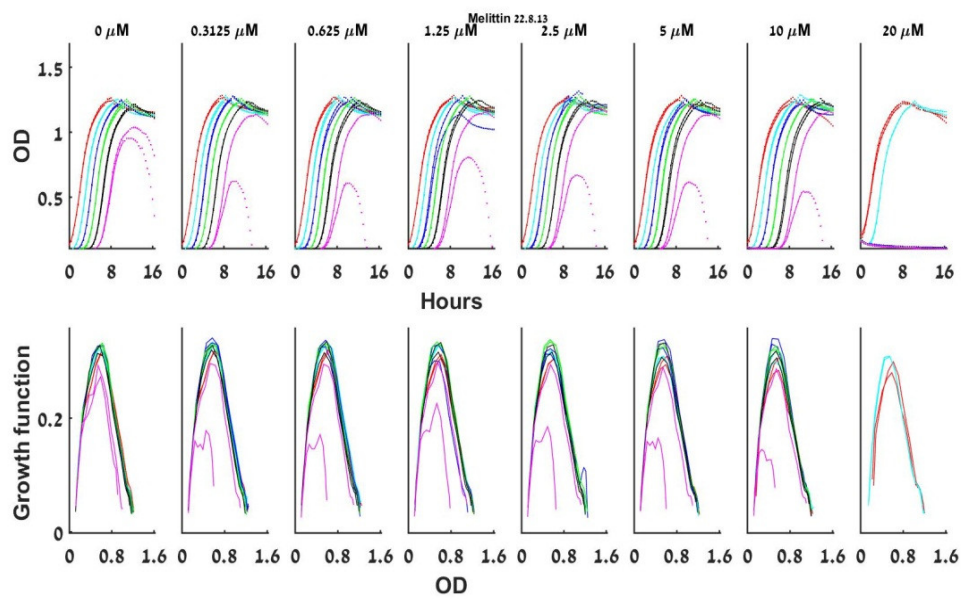 Melittin 22.8.13
0 μM 0.3125 μM 0.625 μM 1.25 μM 2.5 μM 5 μM 10 μM 20 μM
1.5
1
0.5
OD
0 8 16 0 8 16 0 8 16 0 8 16 0 8 16 0 8 16 0 8 16 0 8 16
Hours
0.2
0
Growth function
0 0.8 1.6 0 0.8 1.6 0 0.8 1.6 0 0.8 1.6 0 0.8 1.6 0 0.8 1.6 0 0.8 1.6 0 0.8 1.6
OD